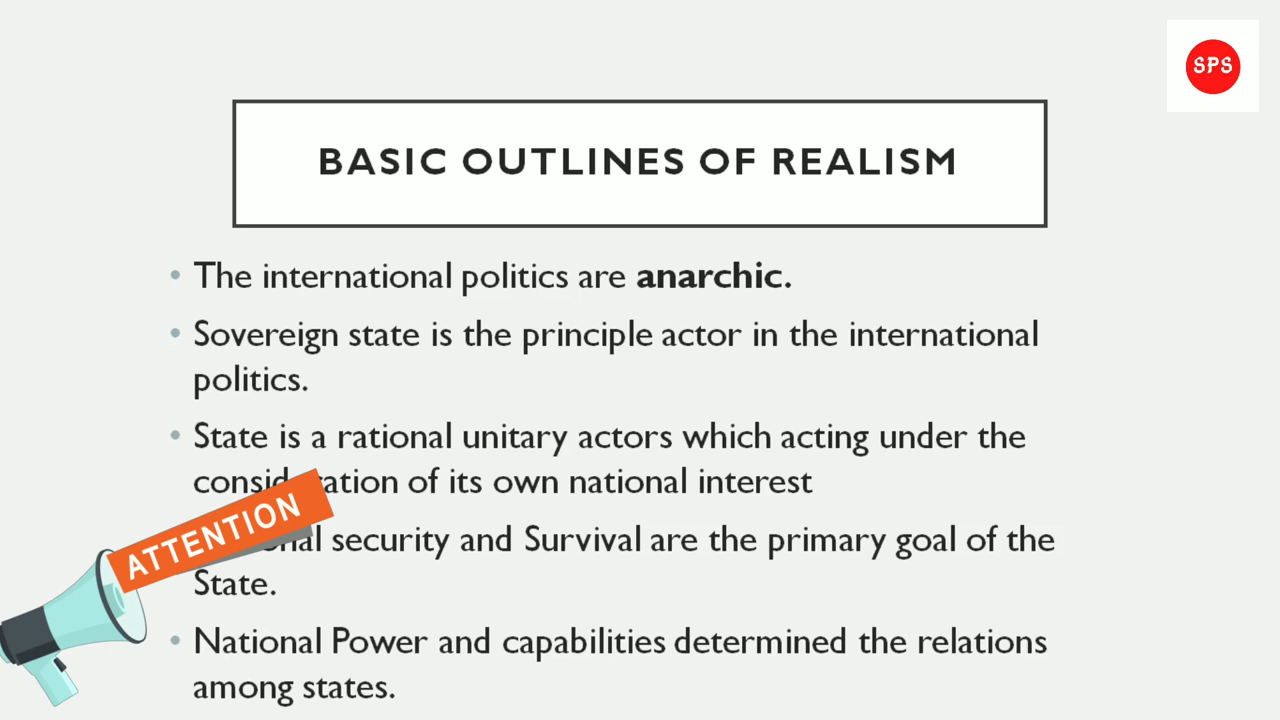 SPS
BASIC OUTLINES OF REALISM
• The international politics are anarchic.
• Sovereign state is the principle actor in the international
politics.
• State is a rational unitary actors which acting under the
of its own national interest
ATTENTION
security and Survival are the primary goal of the
State.
• National Power and capabilities determined the relations
among states.